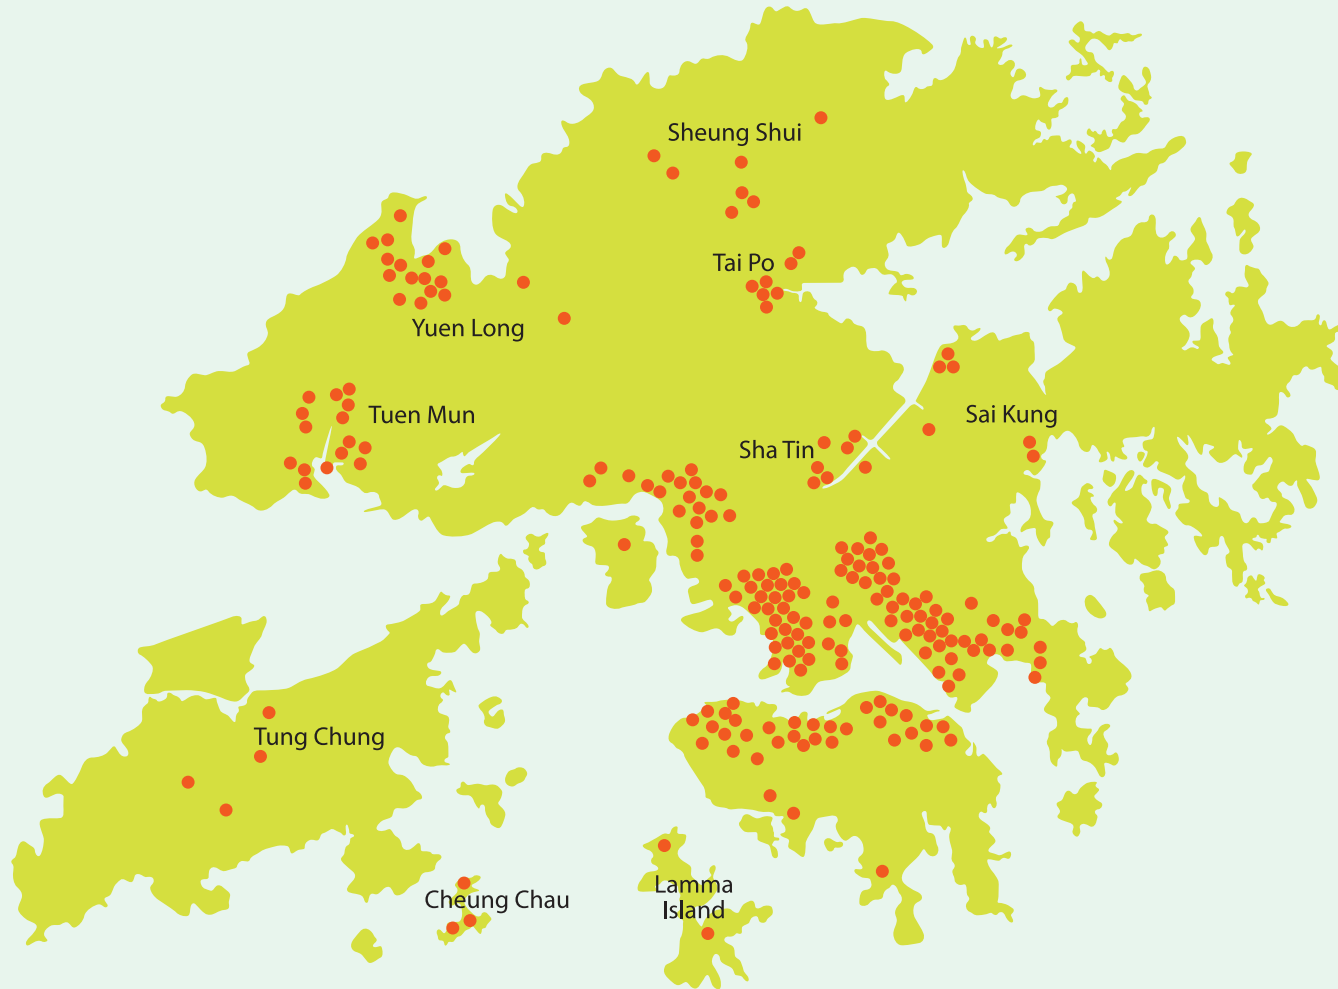 Sheung Shui
Tai Po
Yuen Long
Tuen Mun
Sai Kung
Sha Tin
Tung Chung
Lamma
Island
Cheung Chau